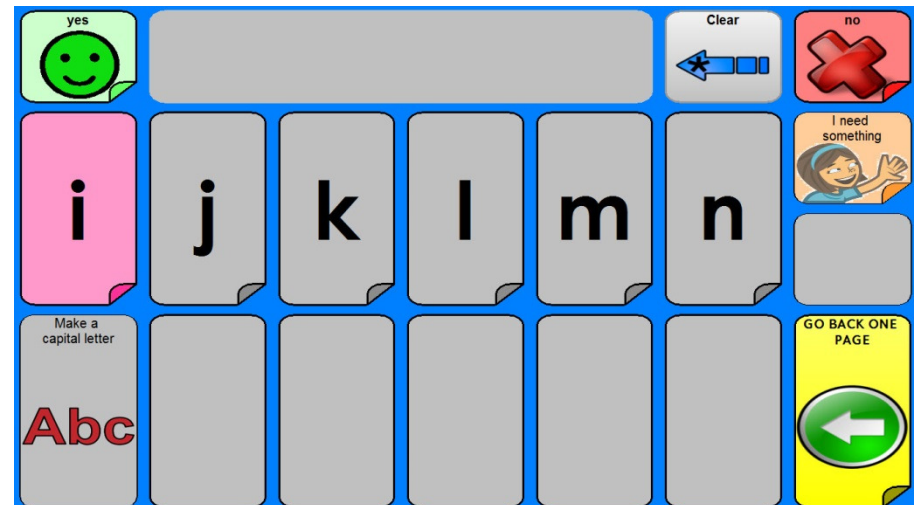 yes
Clear
no
i
j
k
l
m
n
I need
something
Make a
capital letter
Abc
GO BACK ONE
PAGE